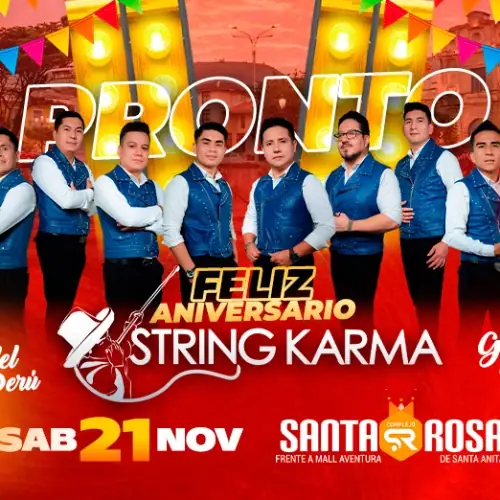 PRONTO
FELIZ
ANIVERSARIO
STRING KARMA
SAB 21 NOV
COMPLEJO
SANTA SR ROSA
FRENTE A MALL AVENTURA DE SANTA ANITA